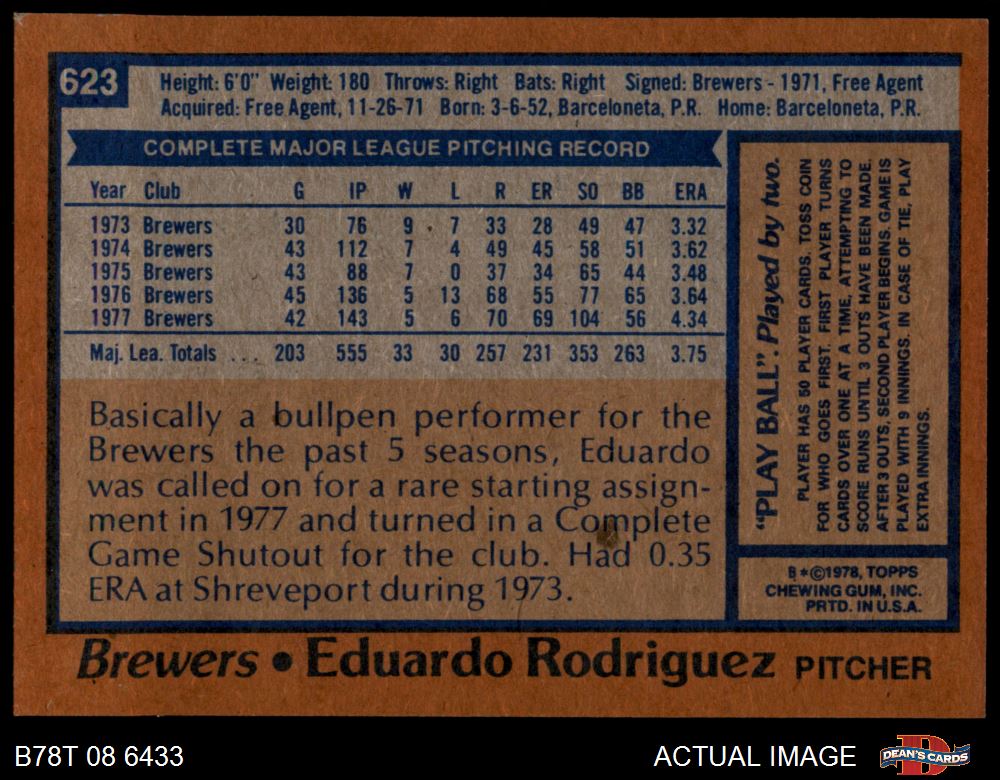 623
Height: 6'0" Weight: 180 Throws: Right Bats: Right Signed: Brewers - 1971, Free Agent
Acquired: Free Agent, 11-26-71 Born: 3-6-52, Barceloneta, P.R. Home: Barceloneta, P.R.
COMPLETE MAJOR LEAGUE PITCHING RECORD
Year Club G IP W L R ER SO BB ERA
1973 Brewers 30 76 9 7 33 28 49 47 3.32
1974 Brewers 43 112 7 4 49 45 58 51 3.62
1975 Brewers 43 88 7 0 37 34 65 44 3.48
1976 Brewers 45 136 5 13 68 55 77 65 3.64
1977 Brewers 42 143 5 6 70 69 104 56 4.34
Maj. Lea. Totals ... 203 555 33 30 257 231 353 263 3.75
Basically a bullpen performer for the
Brewers the past 5 seasons, Eduardo
was called on for a rare starting assign-
ment in 1977 and turned in a Complete
Game Shutout for the club. Had 0.35
ERA at Shreveport during 1973.
"PLAY BALL". Played by two.
PLAYER HAS 50 PLAYER CARDS. TOSS COIN
FOR WHO GOES FIRST. FIRST PLAYER TURNS
CARDS OVER ONE AT A TIME, ATTEMPTING TO
SCORE RUNS UNTIL 3 OUTS HAVE BEEN MADE.
AFTER 3 OUTS, SECOND PLAYER BEGINS. GAME IS
PLAYED WITH 9 INNINGS. IN CASE OF TIE, PLAY
EXTRA INNINGS.
B*©1978, TOPPS
CHEWING GUM, INC.
PRTD. IN U.S.A.
Brewers • Eduardo Rodriguez PITCHER
B78T 08 6433
ACTUAL IMAGE
DEAN'S CARDS